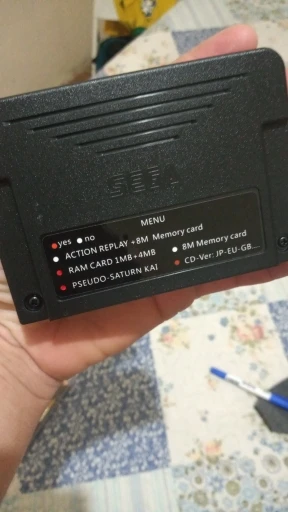 SEGA
MENU
yes no
ACTION REPLAY +8M Memory card
RAM CARD 1MB+4MB
8M Memory card
PSEUDO-SATURN KAI
CD-Ver: JP-EU-GB....